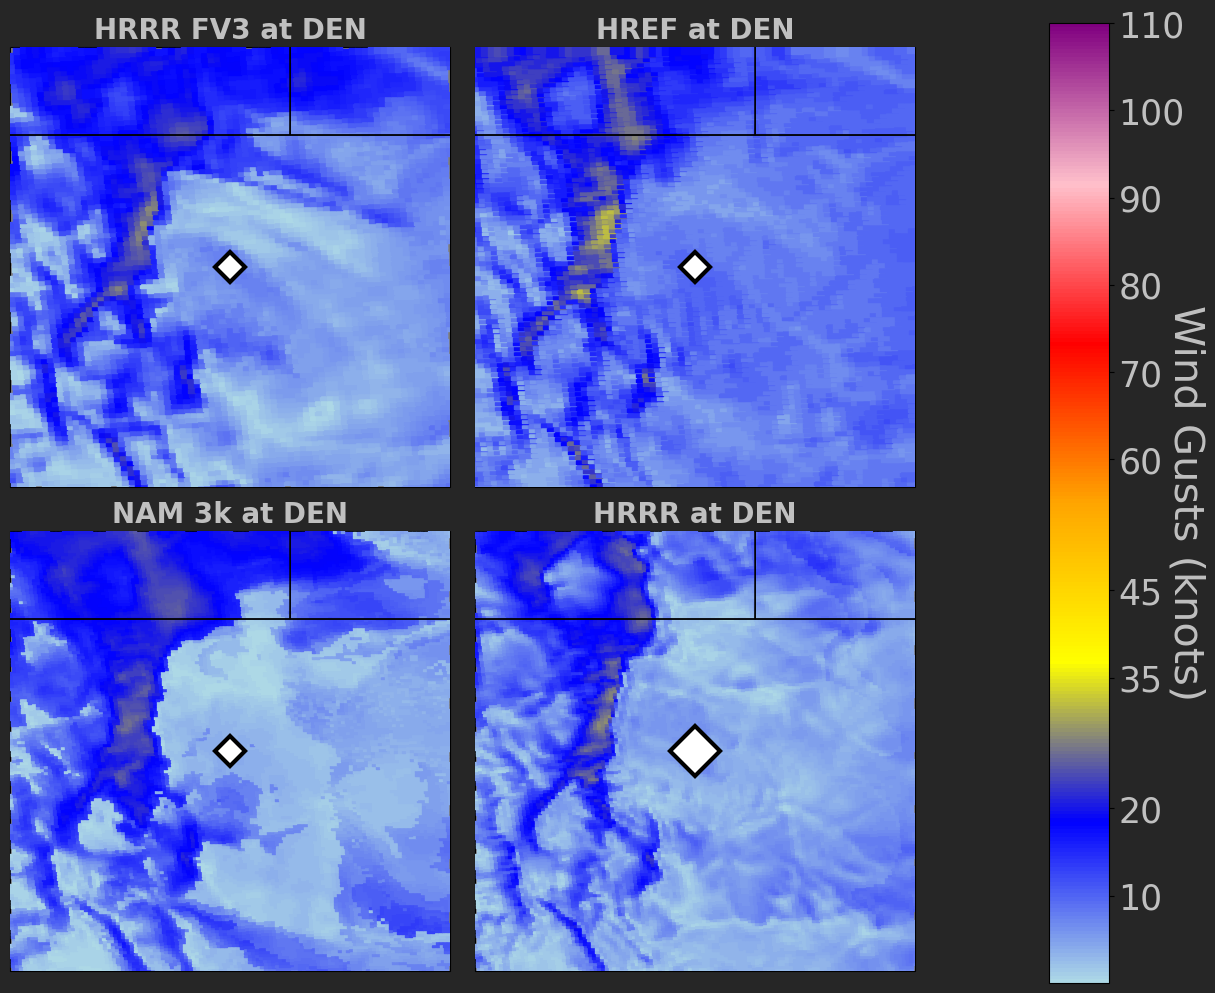 HRRR FV3 at DEN
HREF at DEN
NAM 3k at DEN
HRRR at DEN
110
100
90
80
70
60
45
35
20
10
Wind Gusts (knots)